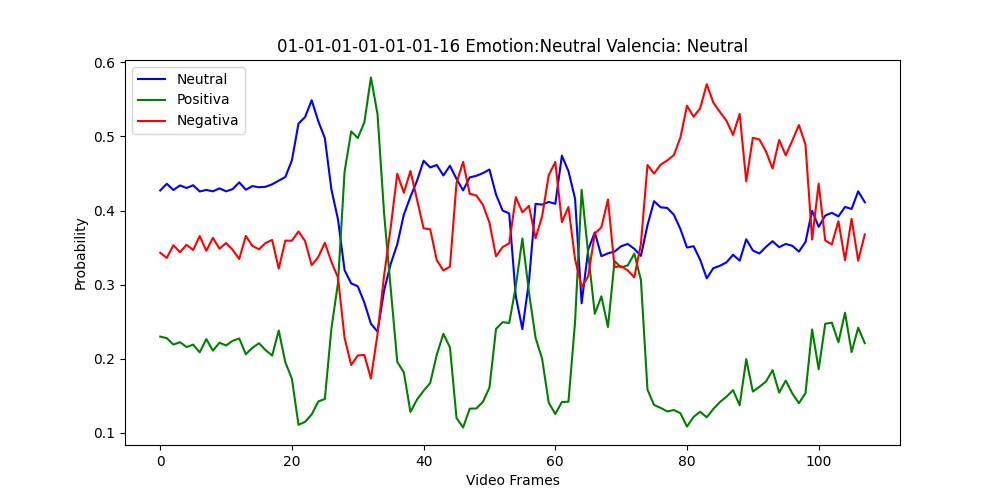 01-01-01-01-01-01-16 Emotion:Neutral Valencia: Neutral
Neutral
Positiva
Negativa
Probability
0.6
0.5
0.4
0.3
0.2
0.1
0 20 40 60 80 100
Video Frames